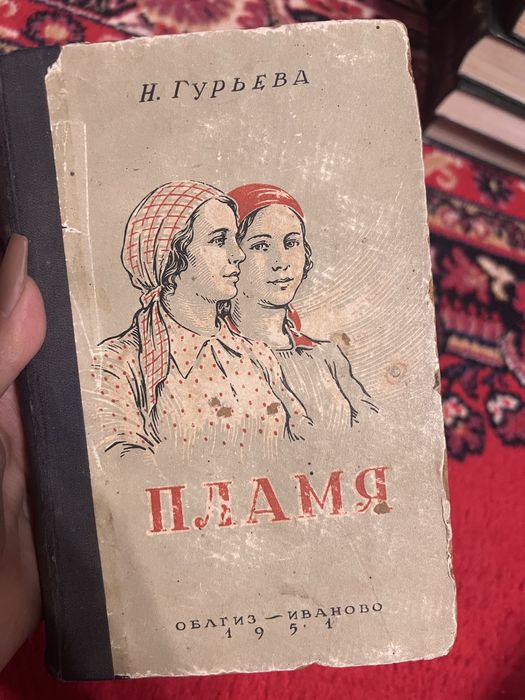 Н. ГУРЬЕВА
ПЛАМЯ
ОБЛГИЗ — ИВАНОВО
1951